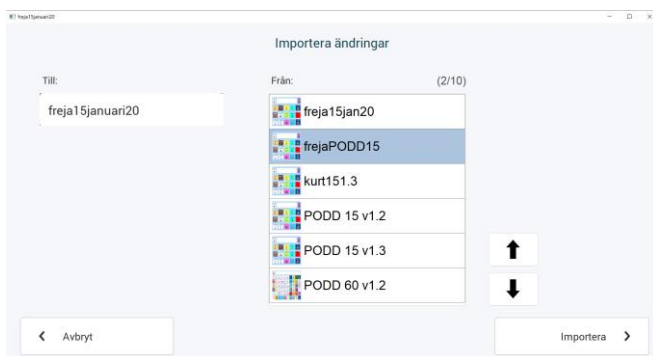 freja15januari20
Importera ändringar
Till:
freja15januari20
Från:
(2/10)
freja15jan20
frejaPODD15
kurt151.3
PODD 15 v1.2
PODD 15 v1.3
PODD 60 v1.2
Avbryt
Importera